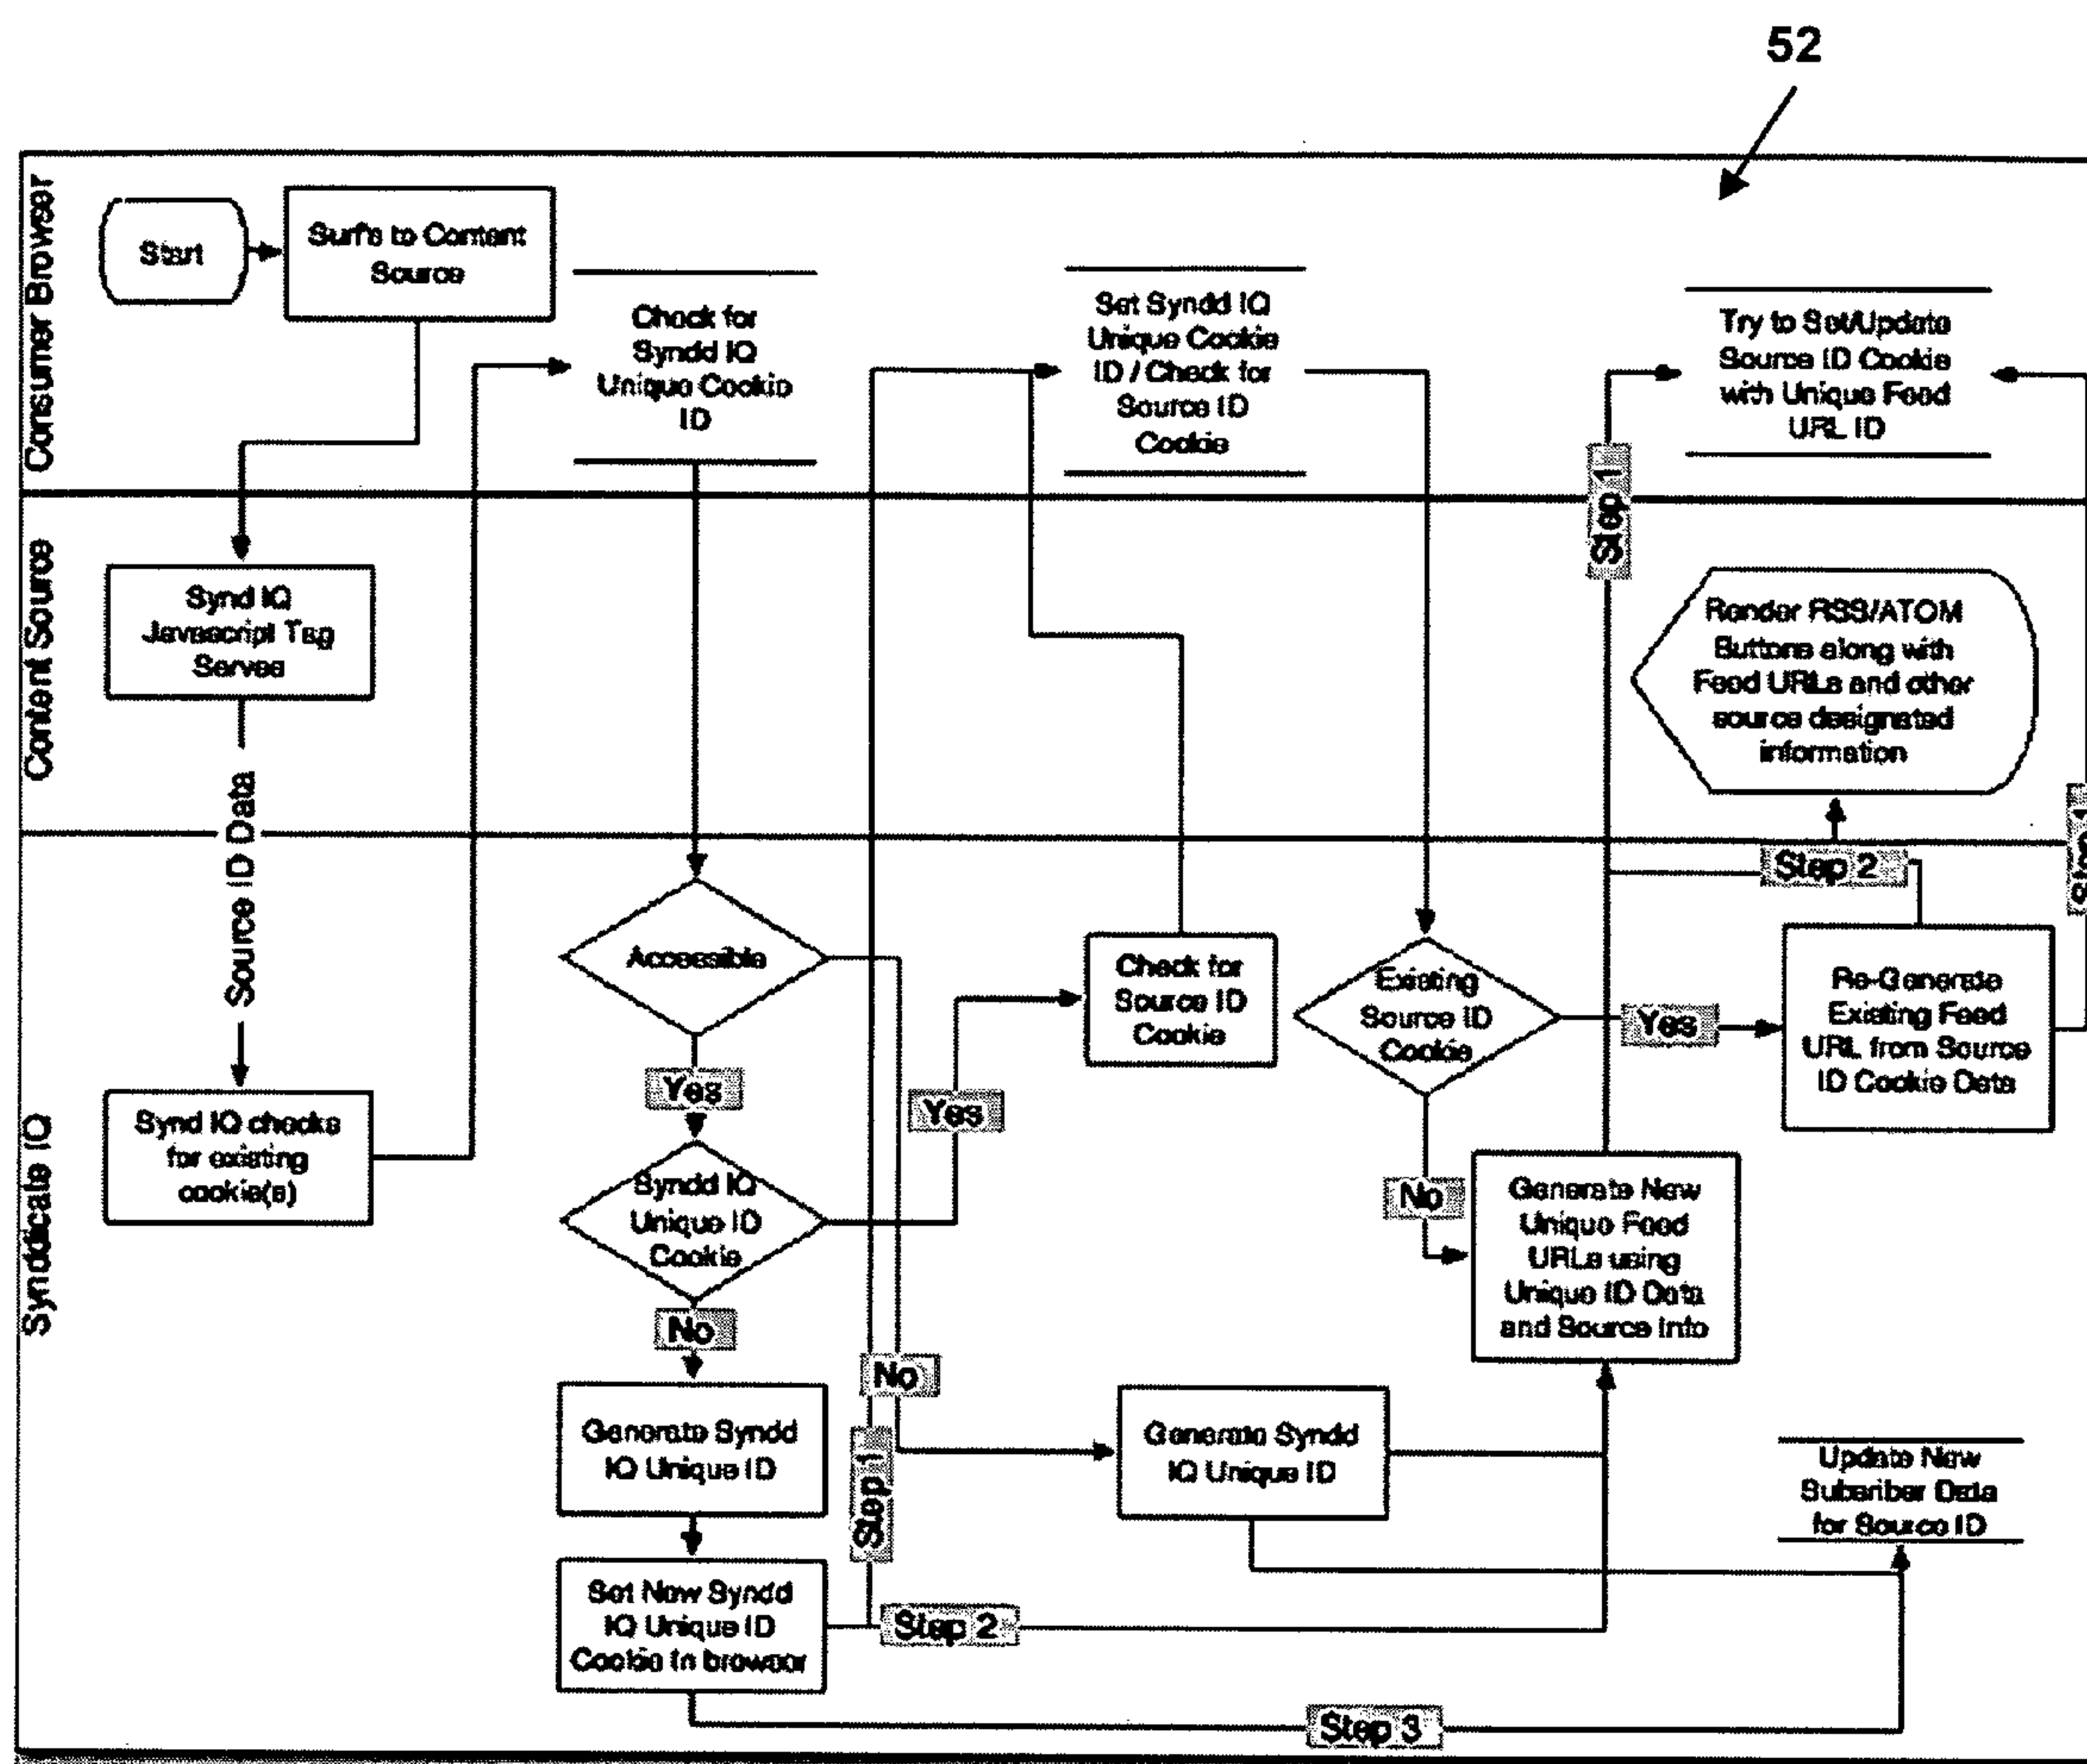 52
Consumer Browser
Start
Surfs to Content
Source
Check for
Syndd IQ
Unique Cookie
ID
Set Syndd IQ
Unique Cookie
ID / Check for
Source ID
Cookie
Try to Set/Update
Source ID Cookie
with Unique Feed
URL ID
Step 1
Content Source
Synd IQ
Javascript Tag
Serves
Render RSS/ATOM
Buttons along with
Feed URLs and other
source designated
information
Source ID Data
Step 1
Step 2
Synddicate IQ
Synd IQ checks
for existing
cookie(s)
Accessible
Yes
Syndd IQ
Unique ID
Cookie
Yes
No
Check for
Source ID
Cookie
Existing
Source ID
Cookie
Yes
No
Re-Generate
Existing Feed
URL from Source
ID Cookie Data
Generate New
Unique Feed
URLs using
Unique ID Data
and Source Info
No
Generate Syndd
IQ Unique ID
Step 1
Generate Syndd
IQ Unique ID
Update New
Subsriber Data
for Source ID
Set New Syndd
IQ Unique ID
Cookie in browser
Step 2
Step 3